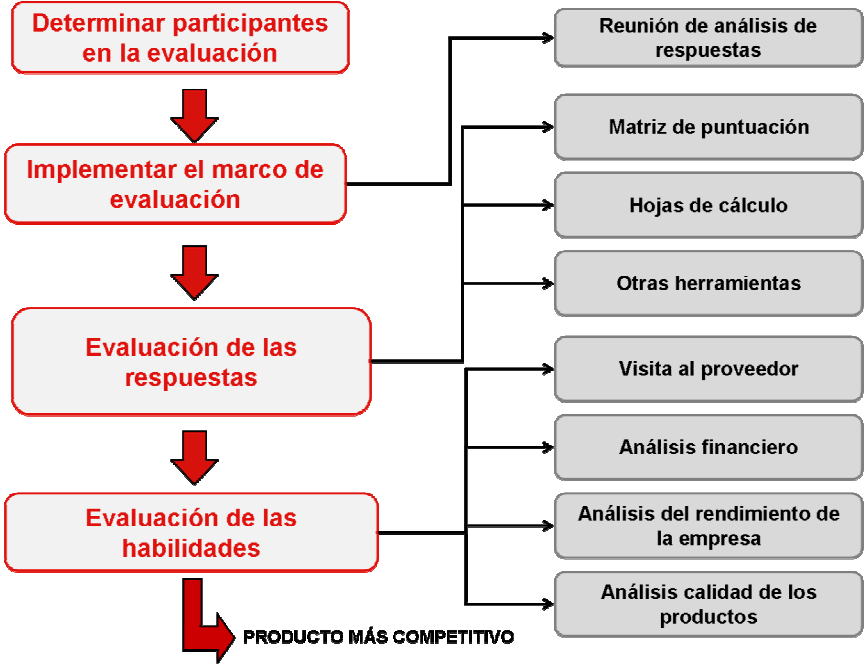 Determinar participantes
en la evaluación
Implementar el marco de
evaluación
Evaluación de las
respuestas
Evaluación de las
habilidades
PRODUCTO MÁS COMPETITIVO
Reunión de análisis de
respuestas
Matriz de puntuación
Hojas de cálculo
Otras herramientas
Visita al proveedor
Análisis financiero
Análisis del rendimiento de
la empresa
Análisis calidad de los
productos